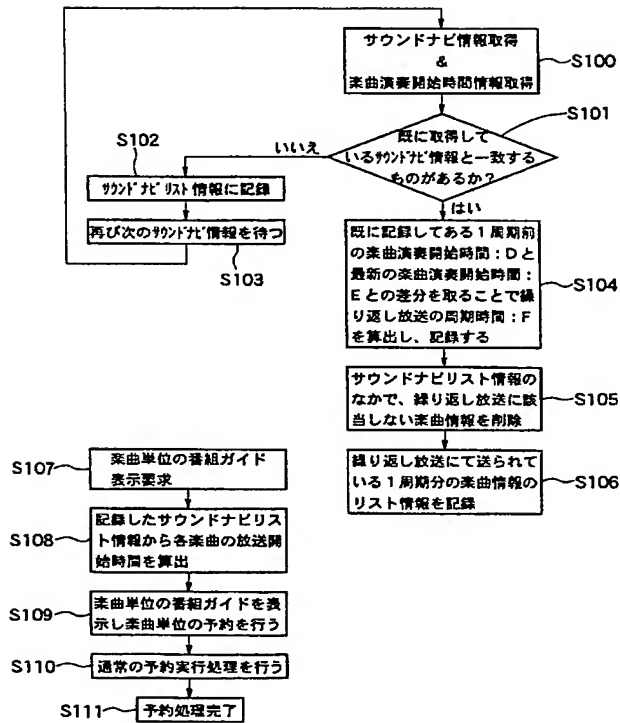 サウンドナビ情報取得
&
楽曲演奏開始時間情報取得
S100
S101
既に取得して
いるサウンドナビ情報と一致する
ものがあるか？
いいえ
はい
S102
サウンドナビリスト情報に記録
再び次のサウンドナビ情報を待つ
S103
既に記録してある１周期前
の楽曲演奏開始時間：Dと
最新の楽曲演奏開始時間：
Eとの差分を取ることで繰
り返し放送の周期時間：F
を算出し、記録する
S104
サウンドナビリスト情報の
なかで、繰り返し放送に該
当しない楽曲情報を削除
S105
繰り返し放送にて送られて
いる１周期分の楽曲情報の
リスト情報を記録
S106
S107
楽曲単位の番組ガイド
表示要求
S108
記録したサウンドナビリス
ト情報から各楽曲の放送開
始時間を算出
S109
楽曲単位の番組ガイドを表
示し楽曲単位の予約を行う
S110
通常の予約実行処理を行う
S111
予約処理完了